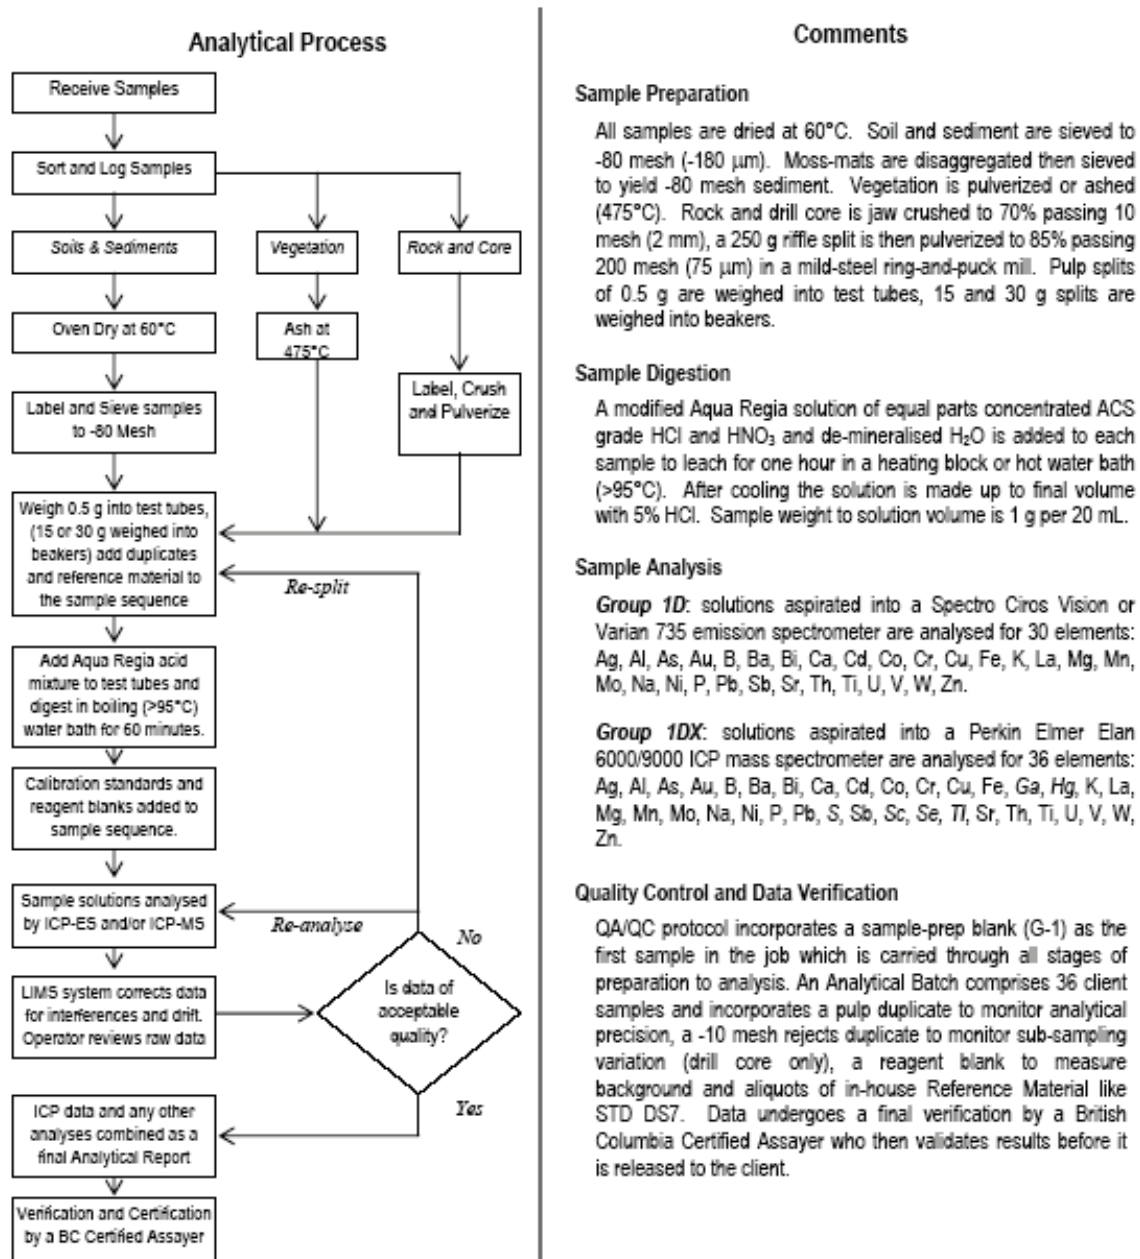 Analytical Process
Receive Samples
Sort and Log Samples
Soils & Sediments
Vegetation
Rock and Core
Oven Dry at 60°C
Ash at
475°C
Label, Crush
and Pulverize
Label and Sieve samples
to -80 Mesh
Weigh 0.5 g into test tubes,
(15 or 30 g weighed into
beakers) add duplicates
and reference material to
the sample sequence
Re-split
Add Aqua Regia acid
mixture to test tubes and
digest in boiling (>95°C)
water bath for 60 minutes.
Calibration standards and
reagent blanks added to
sample sequence.
Sample solutions analysed
by ICP-ES and/or ICP-MS
Re-analyse
No
LIMS system corrects data
for interferences and drift.
Operator reviews raw data
Is data of
acceptable
quality?
Yes
ICP data and any other
analyses combined as a
final Analytical Report
Verification and Certification
by a BC Certified Assayer
Comments
Sample Preparation
All samples are dried at 60°C. Soil and sediment are sieved to
-80 mesh (-180 µm). Moss-mats are disaggregated then sieved
to yield -80 mesh sediment. Vegetation is pulverized or ashed
(475°C). Rock and drill core is jaw crushed to 70% passing 10
mesh (2 mm), a 250 g riffle split is then pulverized to 85% passing
200 mesh (75 µm) in a mild-steel ring-and-puck mill. Pulp splits
of 0.5 g are weighed into test tubes, 15 and 30 g splits are
weighed into beakers.
Sample Digestion
A modified Aqua Regia solution of equal parts concentrated ACS
grade HCl and HNO₃ and de-mineralised H₂O is added to each
sample to leach for one hour in a heating block or hot water bath
(>95°C). After cooling the solution is made up to final volume
with 5% HCl. Sample weight to solution volume is 1 g per 20 mL.
Sample Analysis
Group 1D: solutions aspirated into a Spectro Ciros Vision or
Varian 735 emission spectrometer are analysed for 30 elements:
Ag, Al, As, Au, B, Ba, Bi, Ca, Cd, Co, Cr, Cu, Fe, K, La, Mg, Mn,
Mo, Na, Ni, P, Pb, Sb, Sr, Th, Ti, U, V, W, Zn.
Group 1DX: solutions aspirated into a Perkin Elmer Elan
6000/9000 ICP mass spectrometer are analysed for 36 elements:
Ag, Al, As, Au, B, Ba, Bi, Ca, Cd, Co, Cr, Cu, Fe, Ga, Hg, K, La,
Mg, Mn, Mo, Na, Ni, P, Pb, S, Sb, Sc, Se, Tl, Sr, Th, Ti, U, V, W,
Zn.
Quality Control and Data Verification
QA/QC protocol incorporates a sample-prep blank (G-1) as the
first sample in the job which is carried through all stages of
preparation to analysis. An Analytical Batch comprises 36 client
samples and incorporates a pulp duplicate to monitor analytical
precision, a -10 mesh rejects duplicate to monitor sub-sampling
variation (drill core only), a reagent blank to measure
background and aliquots of in-house Reference Material like
STD DS7. Data undergoes a final verification by a British
Columbia Certified Assayer who then validates results before it
is released to the client.